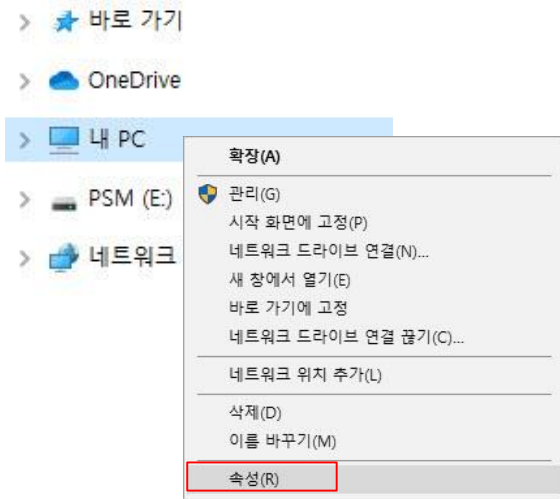 바로 가기
OneDrive
내 PC
PSM (E:)
네트워크
확장(A)
관리(G)
시작 화면에 고정(P)
네트워크 드라이브 연결(N)...
새 창에서 열기(E)
바로 가기에 고정
네트워크 드라이브 연결 끊기(C)...
네트워크 위치 추가(L)
삭제(D)
이름 바꾸기(M)
속성(R)